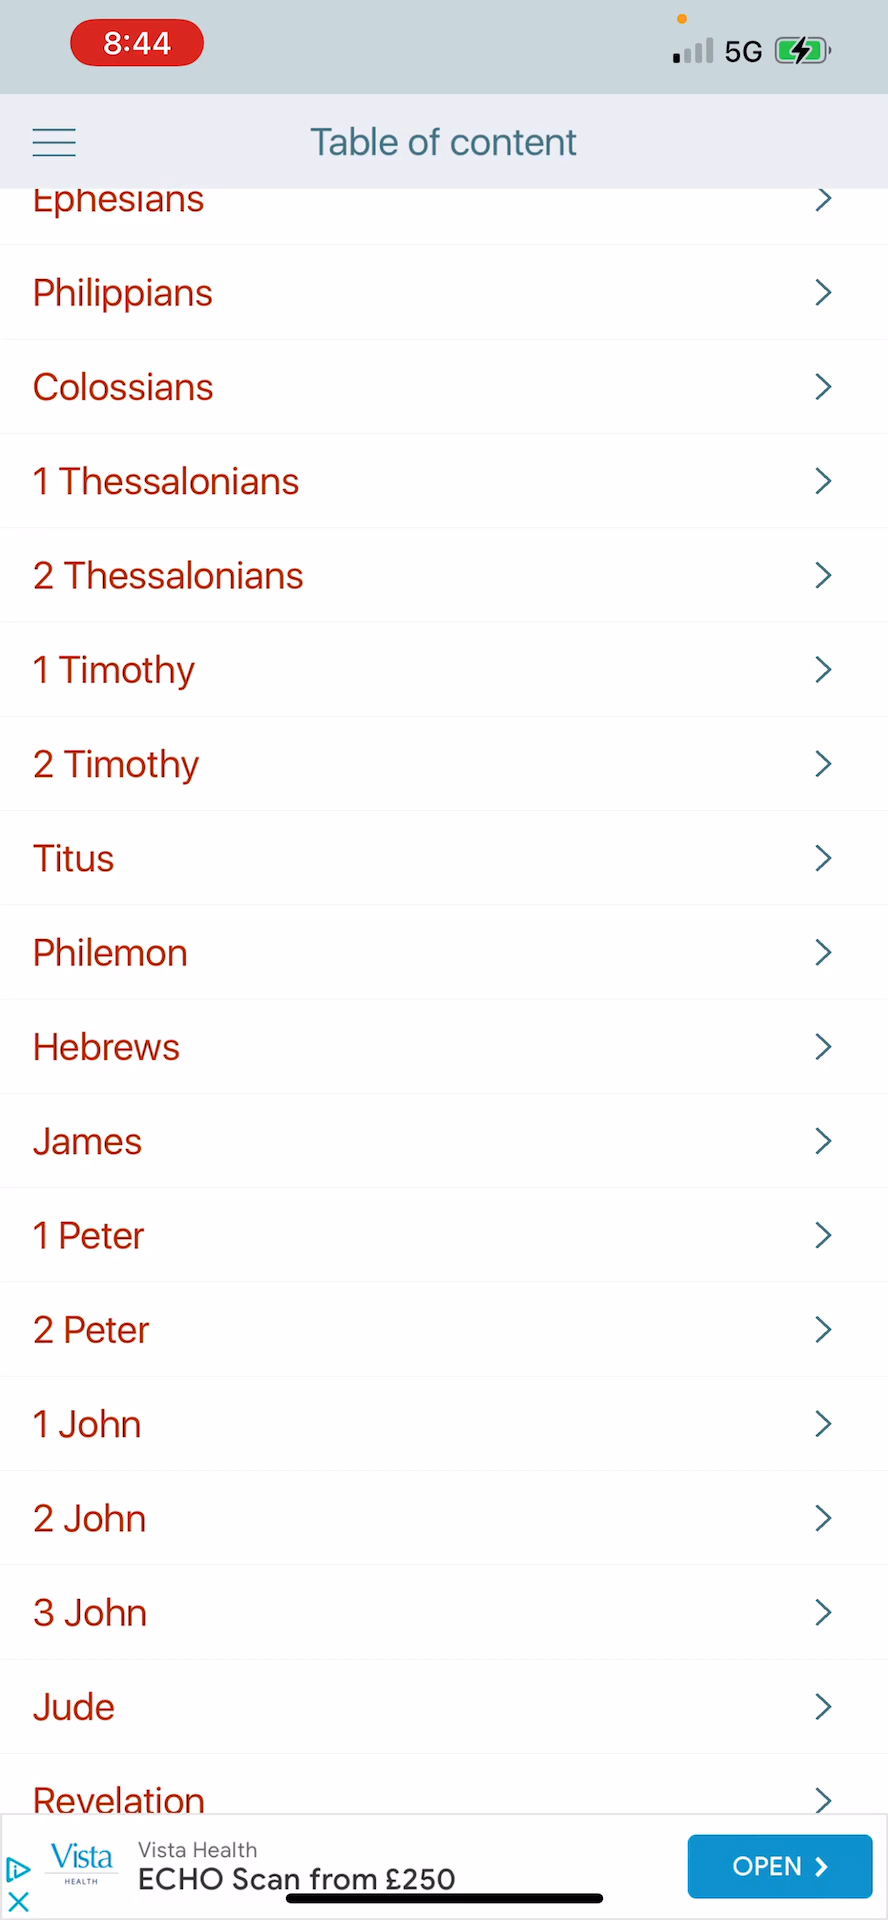 8:44
5G
Table of content
Ephesians
Philippians
Colossians
1 Thessalonians
2 Thessalonians
1 Timothy
2 Timothy
Titus
Philemon
Hebrews
James
1 Peter
2 Peter
1 John
2 John
3 John
Jude
Revelation
Vista
HEALTH
Vista Health
ECHO Scan from £250
OPEN